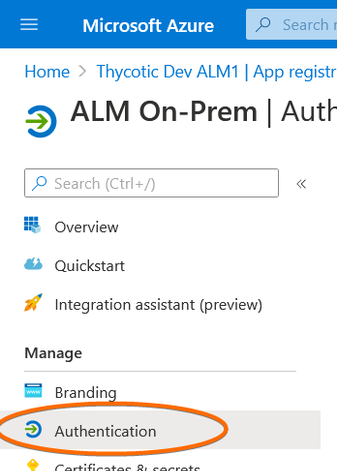 Microsoft Azure
Search r
Home > Thycotic Dev ALM1 | App registr
ALM On-Prem | Auth
Search (Ctrl+/)
Overview
Quickstart
Integration assistant (preview)
Manage
Branding
Authentication
Certificates & secrets